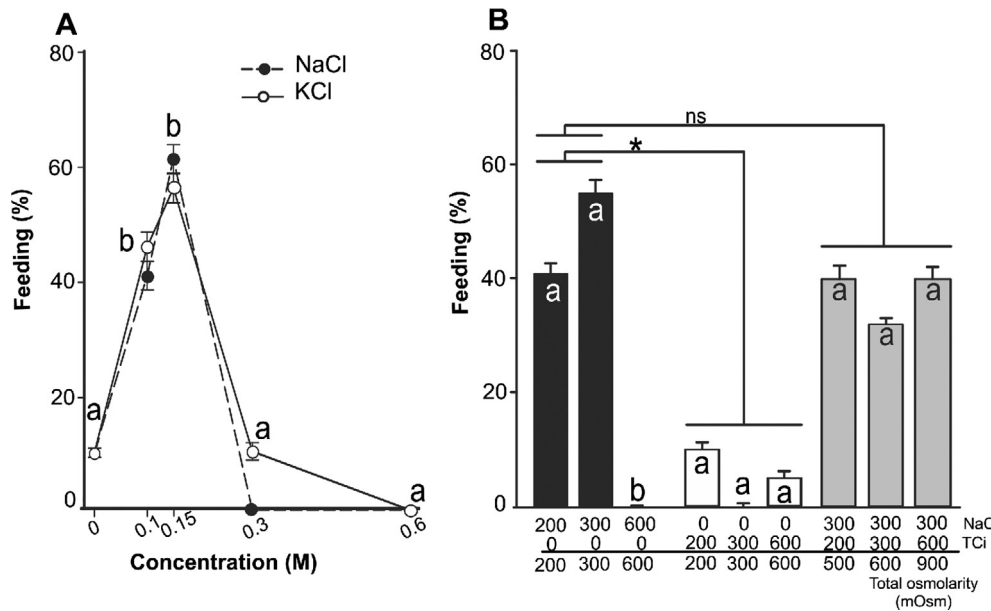 A
80
60
40
20
0
Feeding (%)
NaCl
KCl
a
b
b
a
a
0
0.1
0.15
0.3
0.6
Concentration (M)
B
80
60
40
20
0
Feeding (%)
ns
*
a
a
b
a
a
a
a
a
a
200 300 600 0 0 0 300 300 300 NaC
0 0 0 200 300 600 200 300 600 TCi
200 300 600 200 300 600 500 600 900
Total osmolarity
(mOsm)